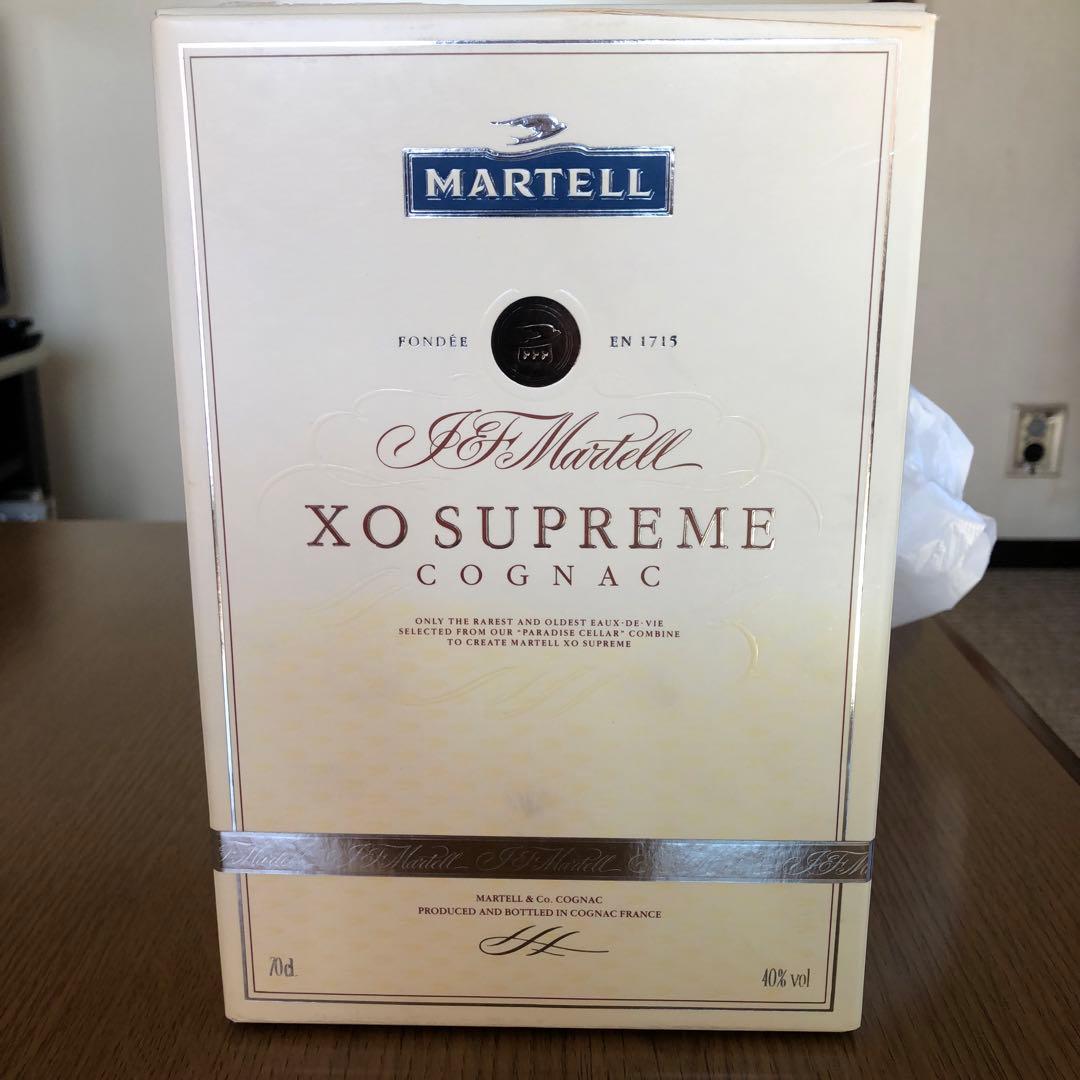 MARTELL
FONDÉE EN 1715
J&F Martell
XO SUPREME
COGNAC
ONLY THE RAREST AND OLDEST EAUX-DE-VIE
SELECTED FROM OUR "PARADISE CELLAR" COMBINE
TO CREATE MARTELL XO SUPREME
J&F Martell J&F Martell
MARTELL & Co. COGNAC
PRODUCED AND BOTTLED IN COGNAC FRANCE
70cl 40% vol